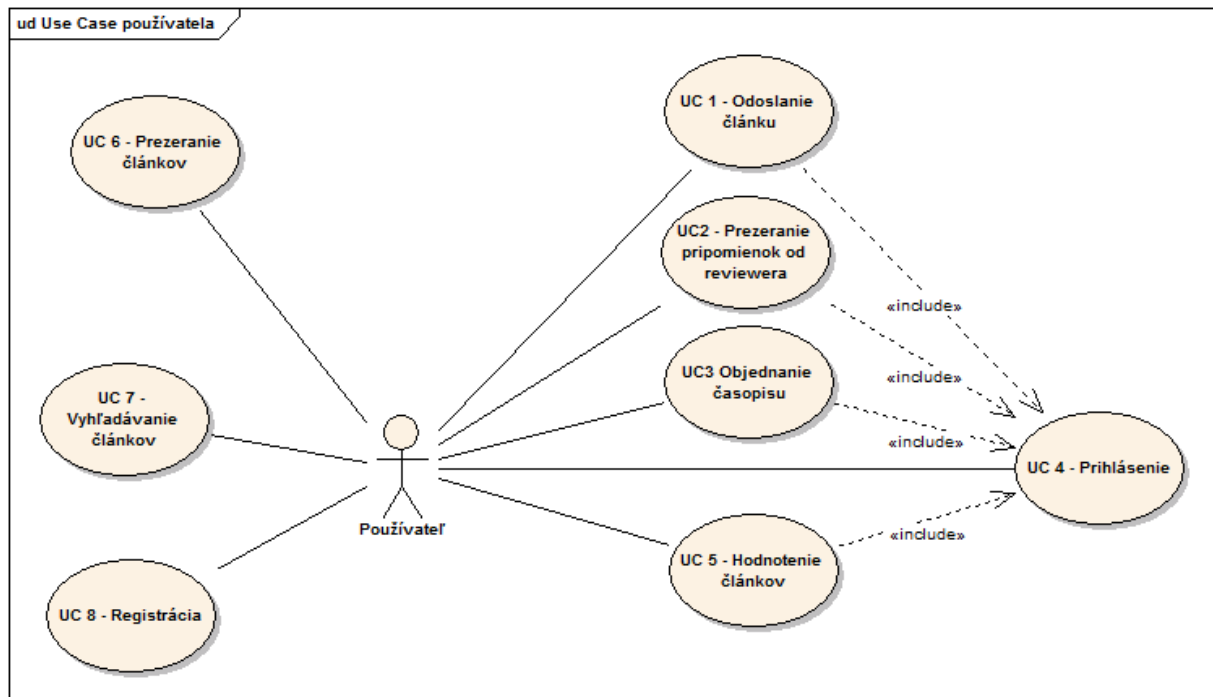 ud Use Case používatela
UC 1 - Odoslanie
článku
UC 6 - Prezeranie
článkov
UC2 - Prezeranie
pripomienok od
reviewera
«include»
UC3 Objednanie
časopisu
«include»
UC 7 -
Vyhľadávanie
článkov
«include»
UC 4 - Prihlásenie
Používateľ
«include»
UC 5 - Hodnotenie
článkov
UC 8 - Registrácia